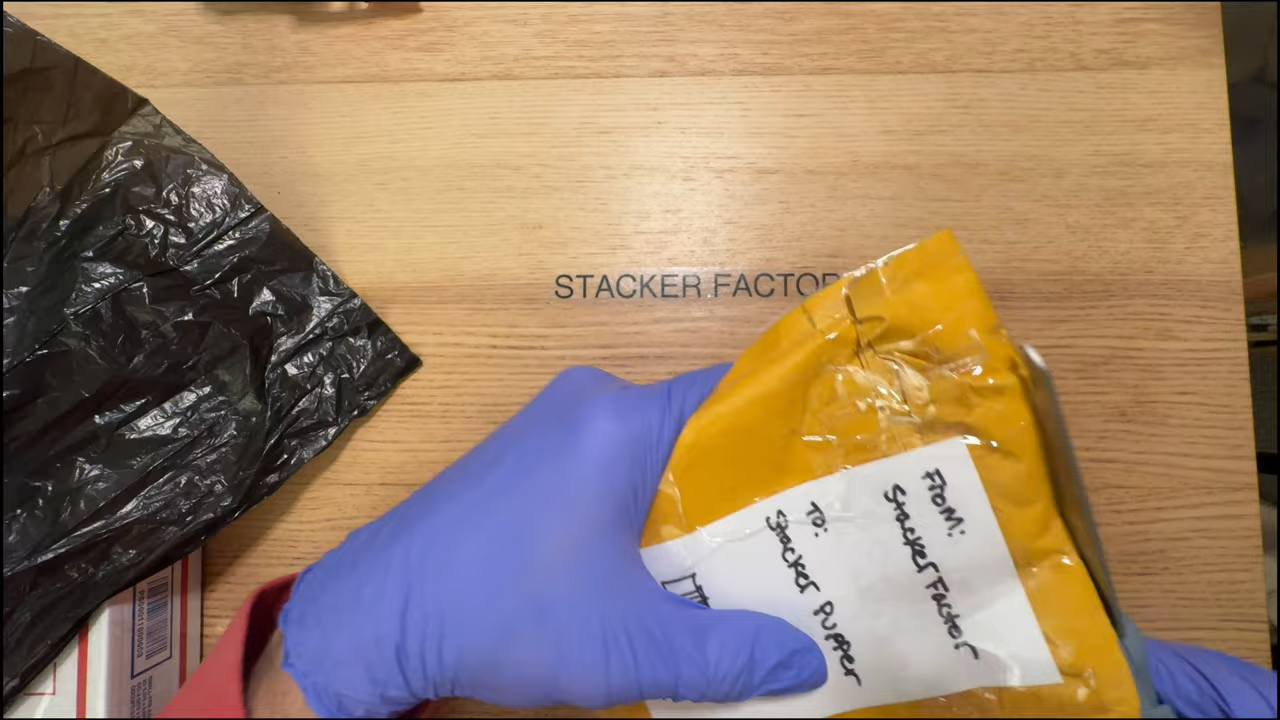 STACKER FACTOR
From:
Stacker Factor
To:
Stacker Pupper